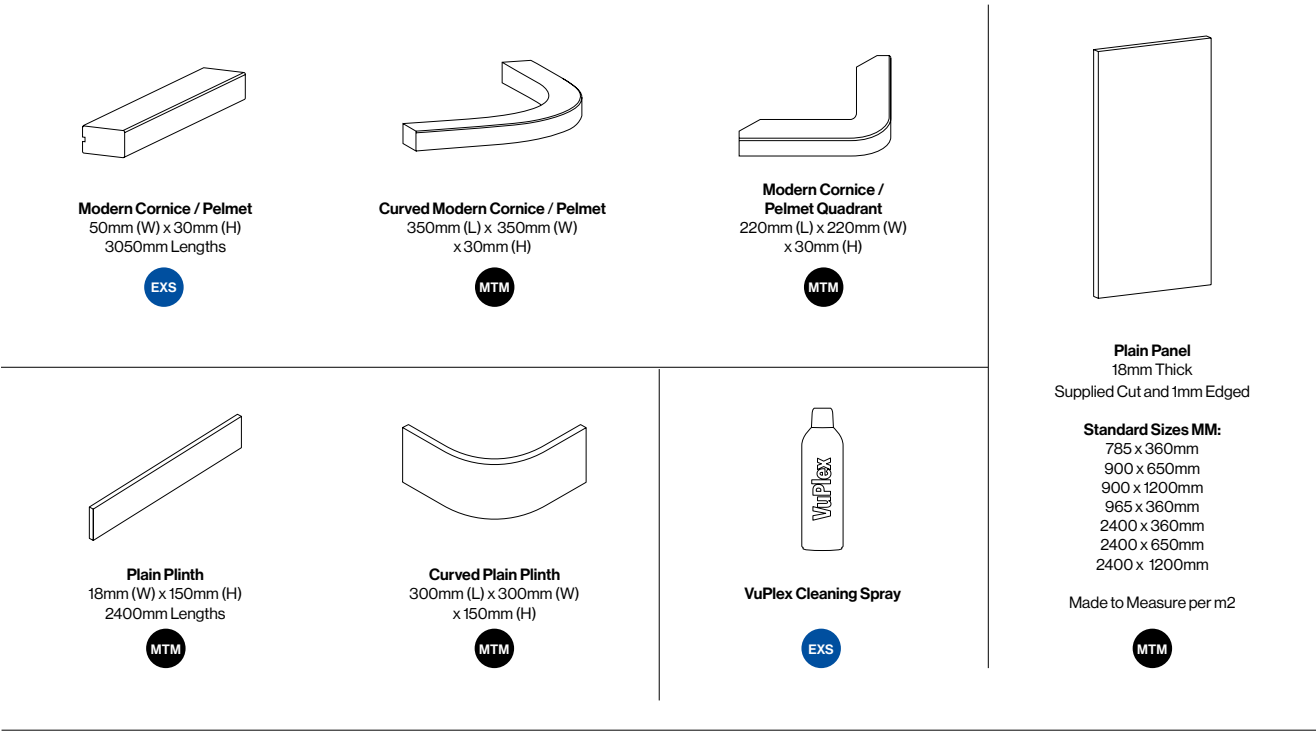 Modern Cornice / Pelmet
50mm (W) x 30mm (H)
3050mm Lengths
EXS
Curved Modern Cornice / Pelmet
350mm (L) x 350mm (W)
x 30mm (H)
MTM
Modern Cornice /
Pelmet Quadrant
220mm (L) x 220mm (W)
x 30mm (H)
MTM
Plain Plinth
18mm (W) x 150mm (H)
2400mm Lengths
MTM
Curved Plain Plinth
300mm (L) x 300mm (W)
x 150mm (H)
MTM
VuPlex
VuPlex Cleaning Spray
EXS
Plain Panel
18mm Thick
Supplied Cut and 1mm Edged
Standard Sizes MM:
785 x 360mm
900 x 650mm
900 x 1200mm
965 x 360mm
2400 x 360mm
2400 x 650mm
2400 x 1200mm
Made to Measure per m2
MTM